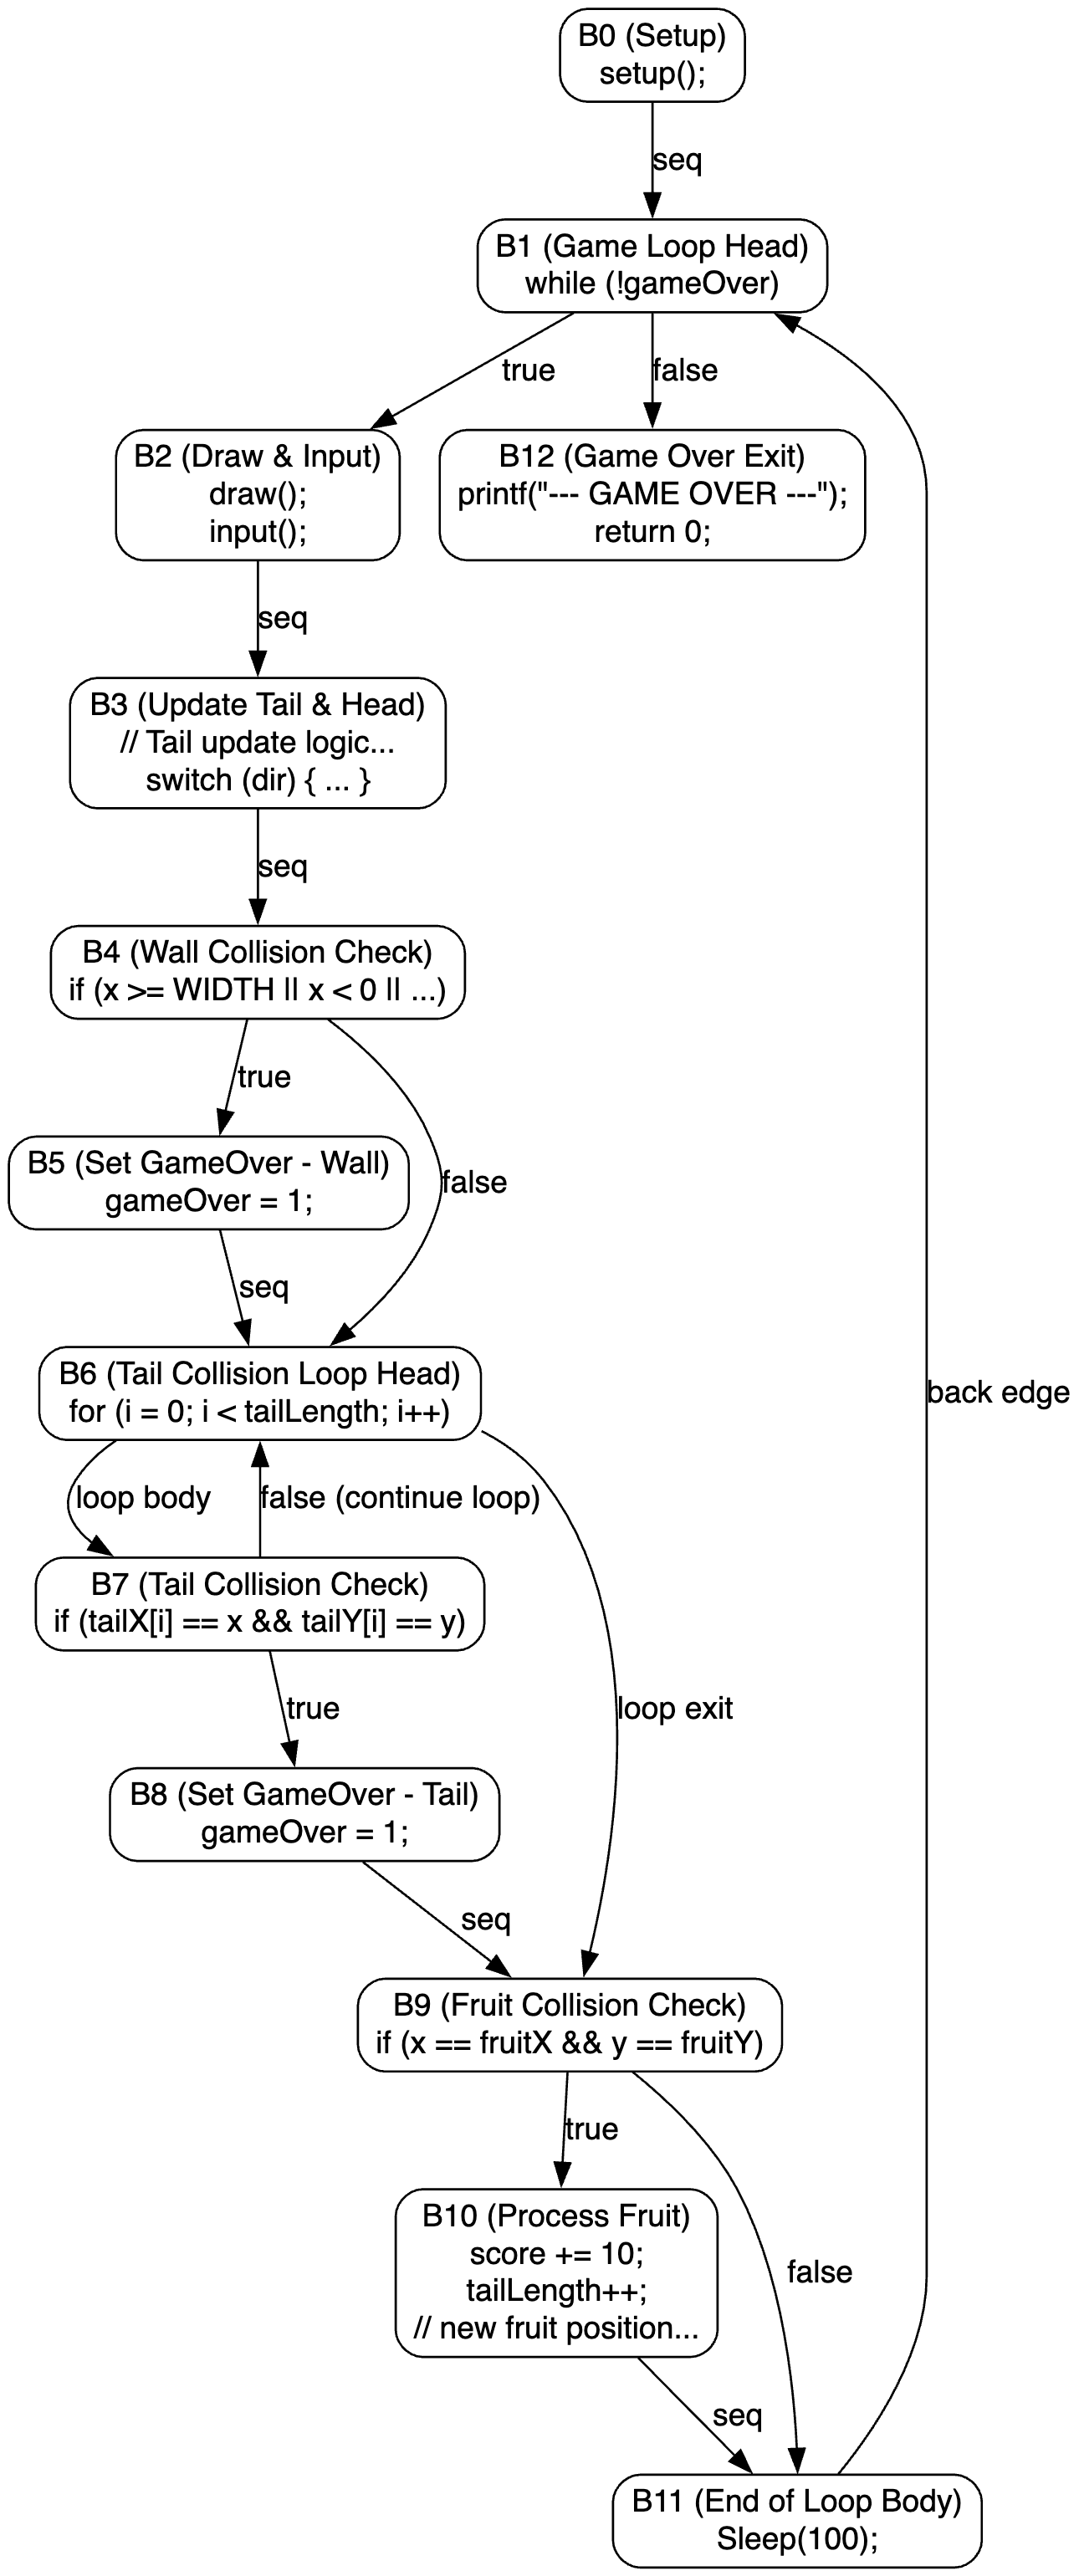 B0 (Setup)
setup();
seq
B1 (Game Loop Head)
while (!gameOver)
true
false
B2 (Draw & Input)
draw();
input();
B12 (Game Over Exit)
printf("--- GAME OVER ---");
return 0;
seq
B3 (Update Tail & Head)
// Tail update logic...
switch (dir) { ... }
seq
B4 (Wall Collision Check)
if (x >= WIDTH || x < 0 || ...)
true
B5 (Set GameOver - Wall)
gameOver = 1;
false
seq
B6 (Tail Collision Loop Head)
for (i = 0; i < tailLength; i++)
back edge
loop body
false (continue loop)
B7 (Tail Collision Check)
if (tailX[i] == x && tailY[i] == y)
true
loop exit
B8 (Set GameOver - Tail)
gameOver = 1;
seq
B9 (Fruit Collision Check)
if (x == fruitX && y == fruitY)
true
B10 (Process Fruit)
score += 10;
tailLength++;
// new fruit position...
false
seq
B11 (End of Loop Body)
Sleep(100);